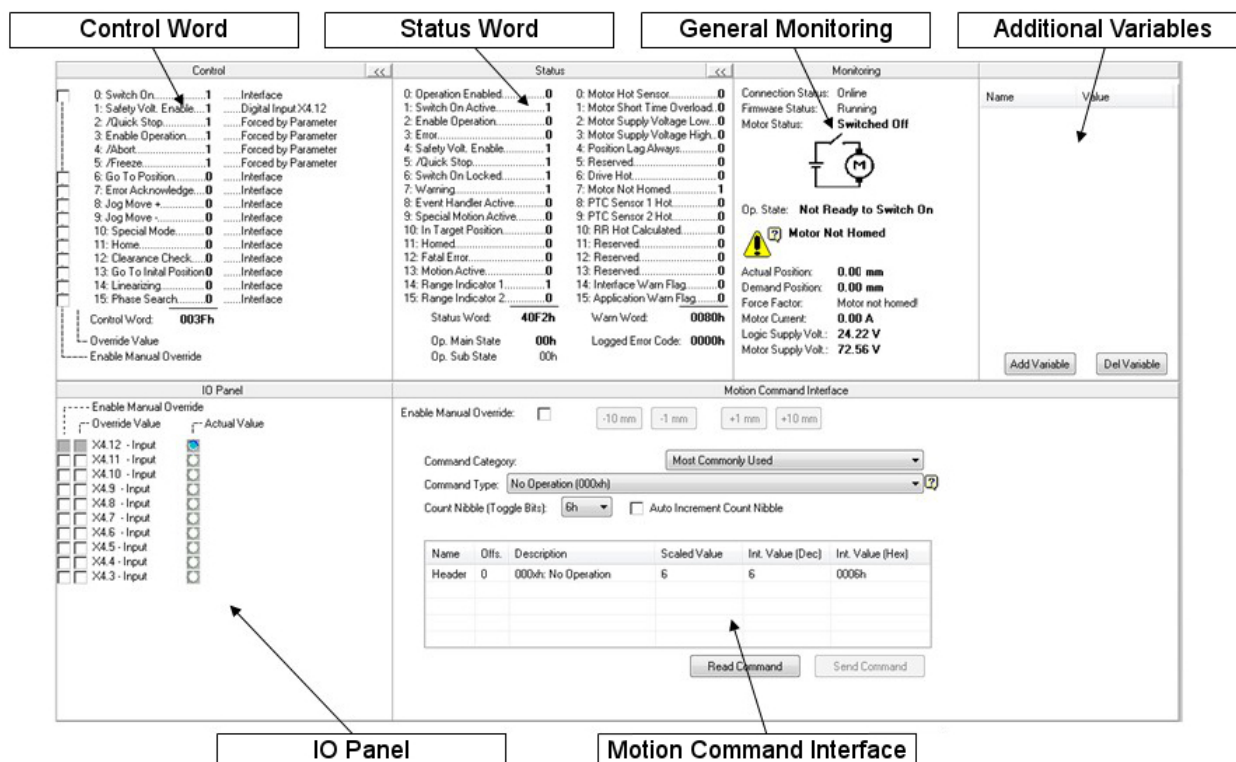 Control Word
Status Word
General Monitoring
Additional Variables
Control <<
0: Switch On..........1 ......Interface
1: Safety Volt. Enable...1 ......Digital Input X4.12
2: /Quick Stop..........1 ......Forced by Parameter
3: Enable Operation.....1 ......Forced by Parameter
4: /Abort..........1 ......Forced by Parameter
5: /Freeze..........1 ......Forced by Parameter
6: Go To Position.....0 ......Interface
7: Error Acknowledge....0 ......Interface
8: Jog Move +..........0 ......Interface
9: Jog Move -..........0 ......Interface
10: Special Mode.......0 ......Interface
11: Home..........0 ......Interface
12: Clearance Check.....0 ......Interface
13: Go To Inital Position0 ......Interface
14: Linearizing..........0 ......Interface
15: Phase Search.......0 ......Interface
Control Word: 003Fh
Override Value
Enable Manual Override
Status <<
0: Operation Enabled.....0
1: Switch On Active.......1
2: Enable Operation.......0
3: Error..........0
4: Safety Volt. Enable.....1
5: /Quick Stop..........1
6: Switch On Locked......1
7: Warning..........1
8: Event Handler Active...0
9: Special Motion Active...0
10: In Target Position.....0
11: Homed..........0
12: Fatal Error..........0
13: Motion Active..........0
14: Range Indicator 1......1
15: Range Indicator 2......0
Status Word: 40F2h
Op. Main State 00h
Op. Sub State 00h
0: Motor Hot Sensor.......0
1: Motor Short Time Overload..0
2: Motor Supply Voltage Low...0
3: Motor Supply Voltage High..0
4: Position Lag Always.....0
5: Reserved..........0
6: Drive Hot..........0
7: Motor Not Homed.......1
8: PTC Sensor 1 Hot.......0
9: PTC Sensor 2 Hot.......0
10: RR Hot Calculated.....0
11: Reserved..........0
12: Reserved..........0
13: Reserved..........0
14: Interface Warn Flag.....0
15: Application Warn Flag...0
Warn Word: 0080h
Logged Error Code: 0000h
Monitoring
Connection Status: Online
Firmware Status: Running
Motor Status: Switched Off
M
Op. State: Not Ready to Switch On
Motor Not Homed
Actual Position: 0.00 mm
Demand Position: 0.00 mm
Force Factor: Motor not homed!
Motor Current: 0.00 A
Logic Supply Volt.: 24.22 V
Motor Supply Volt.: 72.56 V
Name Value
Add Variable Del Variable
IO Panel
Enable Manual Override
Override Value Actual Value
X4.12 - Input
X4.11 - Input
X4.10 - Input
X4.9 - Input
X4.8 - Input
X4.7 - Input
X4.6 - Input
X4.5 - Input
X4.4 - Input
X4.3 - Input
Motion Command Interface
Enable Manual Override: -10 mm -1 mm +1 mm +10 mm
Command Category: Most Commonly Used
Command Type: No Operation (000xh) ?
Count Nibble (Toggle Bits): 6h Auto Increment Count Nibble
Name Offs. Description Scaled Value Int. Value (Dec) Int. Value (Hex)
Header 0 000xh: No Operation 6 6 0006h
Read Command Send Command
IO Panel
Motion Command Interface